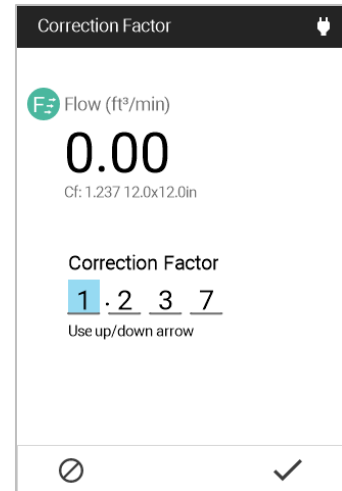 Correction Factor
F Flow (ft³/min)
0.00
Cf: 1.237 12.0x12.0in
Correction Factor
1.237
Use up/down arrow